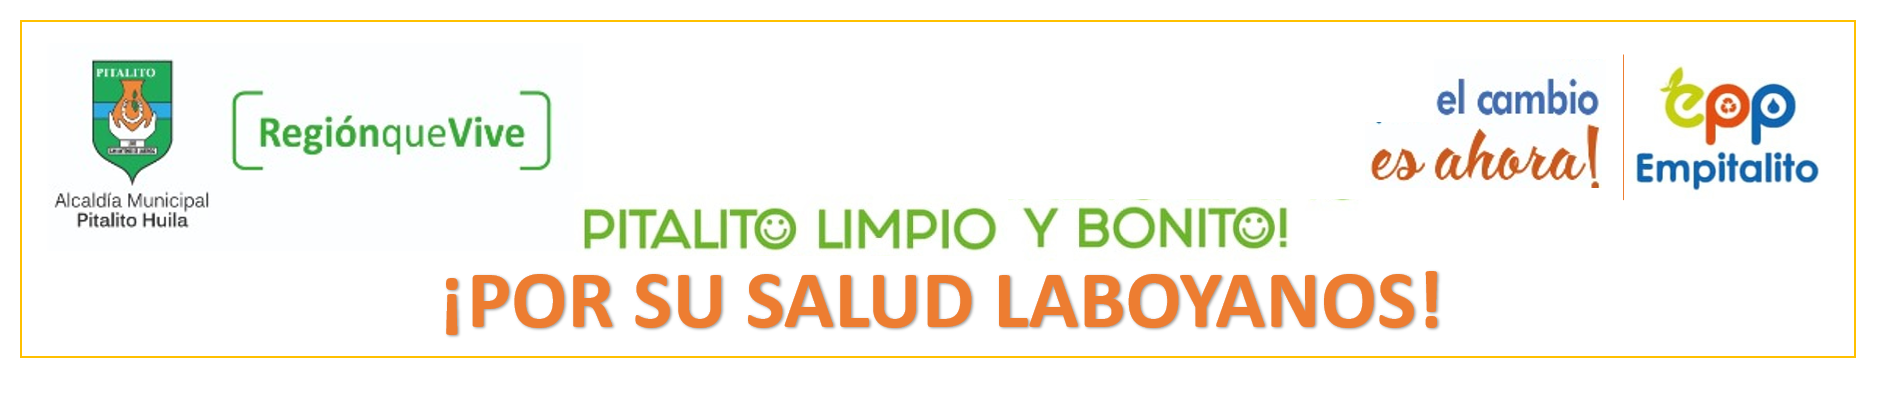 PITALITO
Alcaldía Municipal
Pitalito Huila
RegiónqueVive
el cambio
es ahora!
epp
Empitalito
PITALITO LIMPIO Y BONITO!
¡POR SU SALUD LABOYANOS!